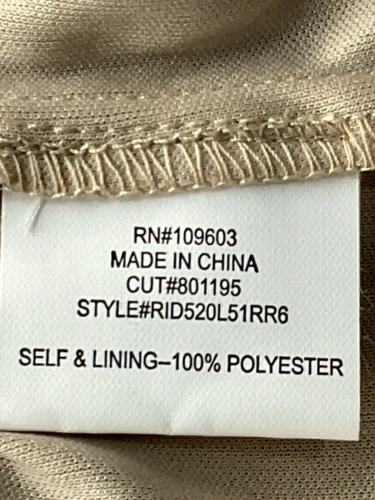 RN#109603
MADE IN CHINA
CUT#801195
STYLE#RID520L51RR6
SELF & LINING–100% POLYESTER